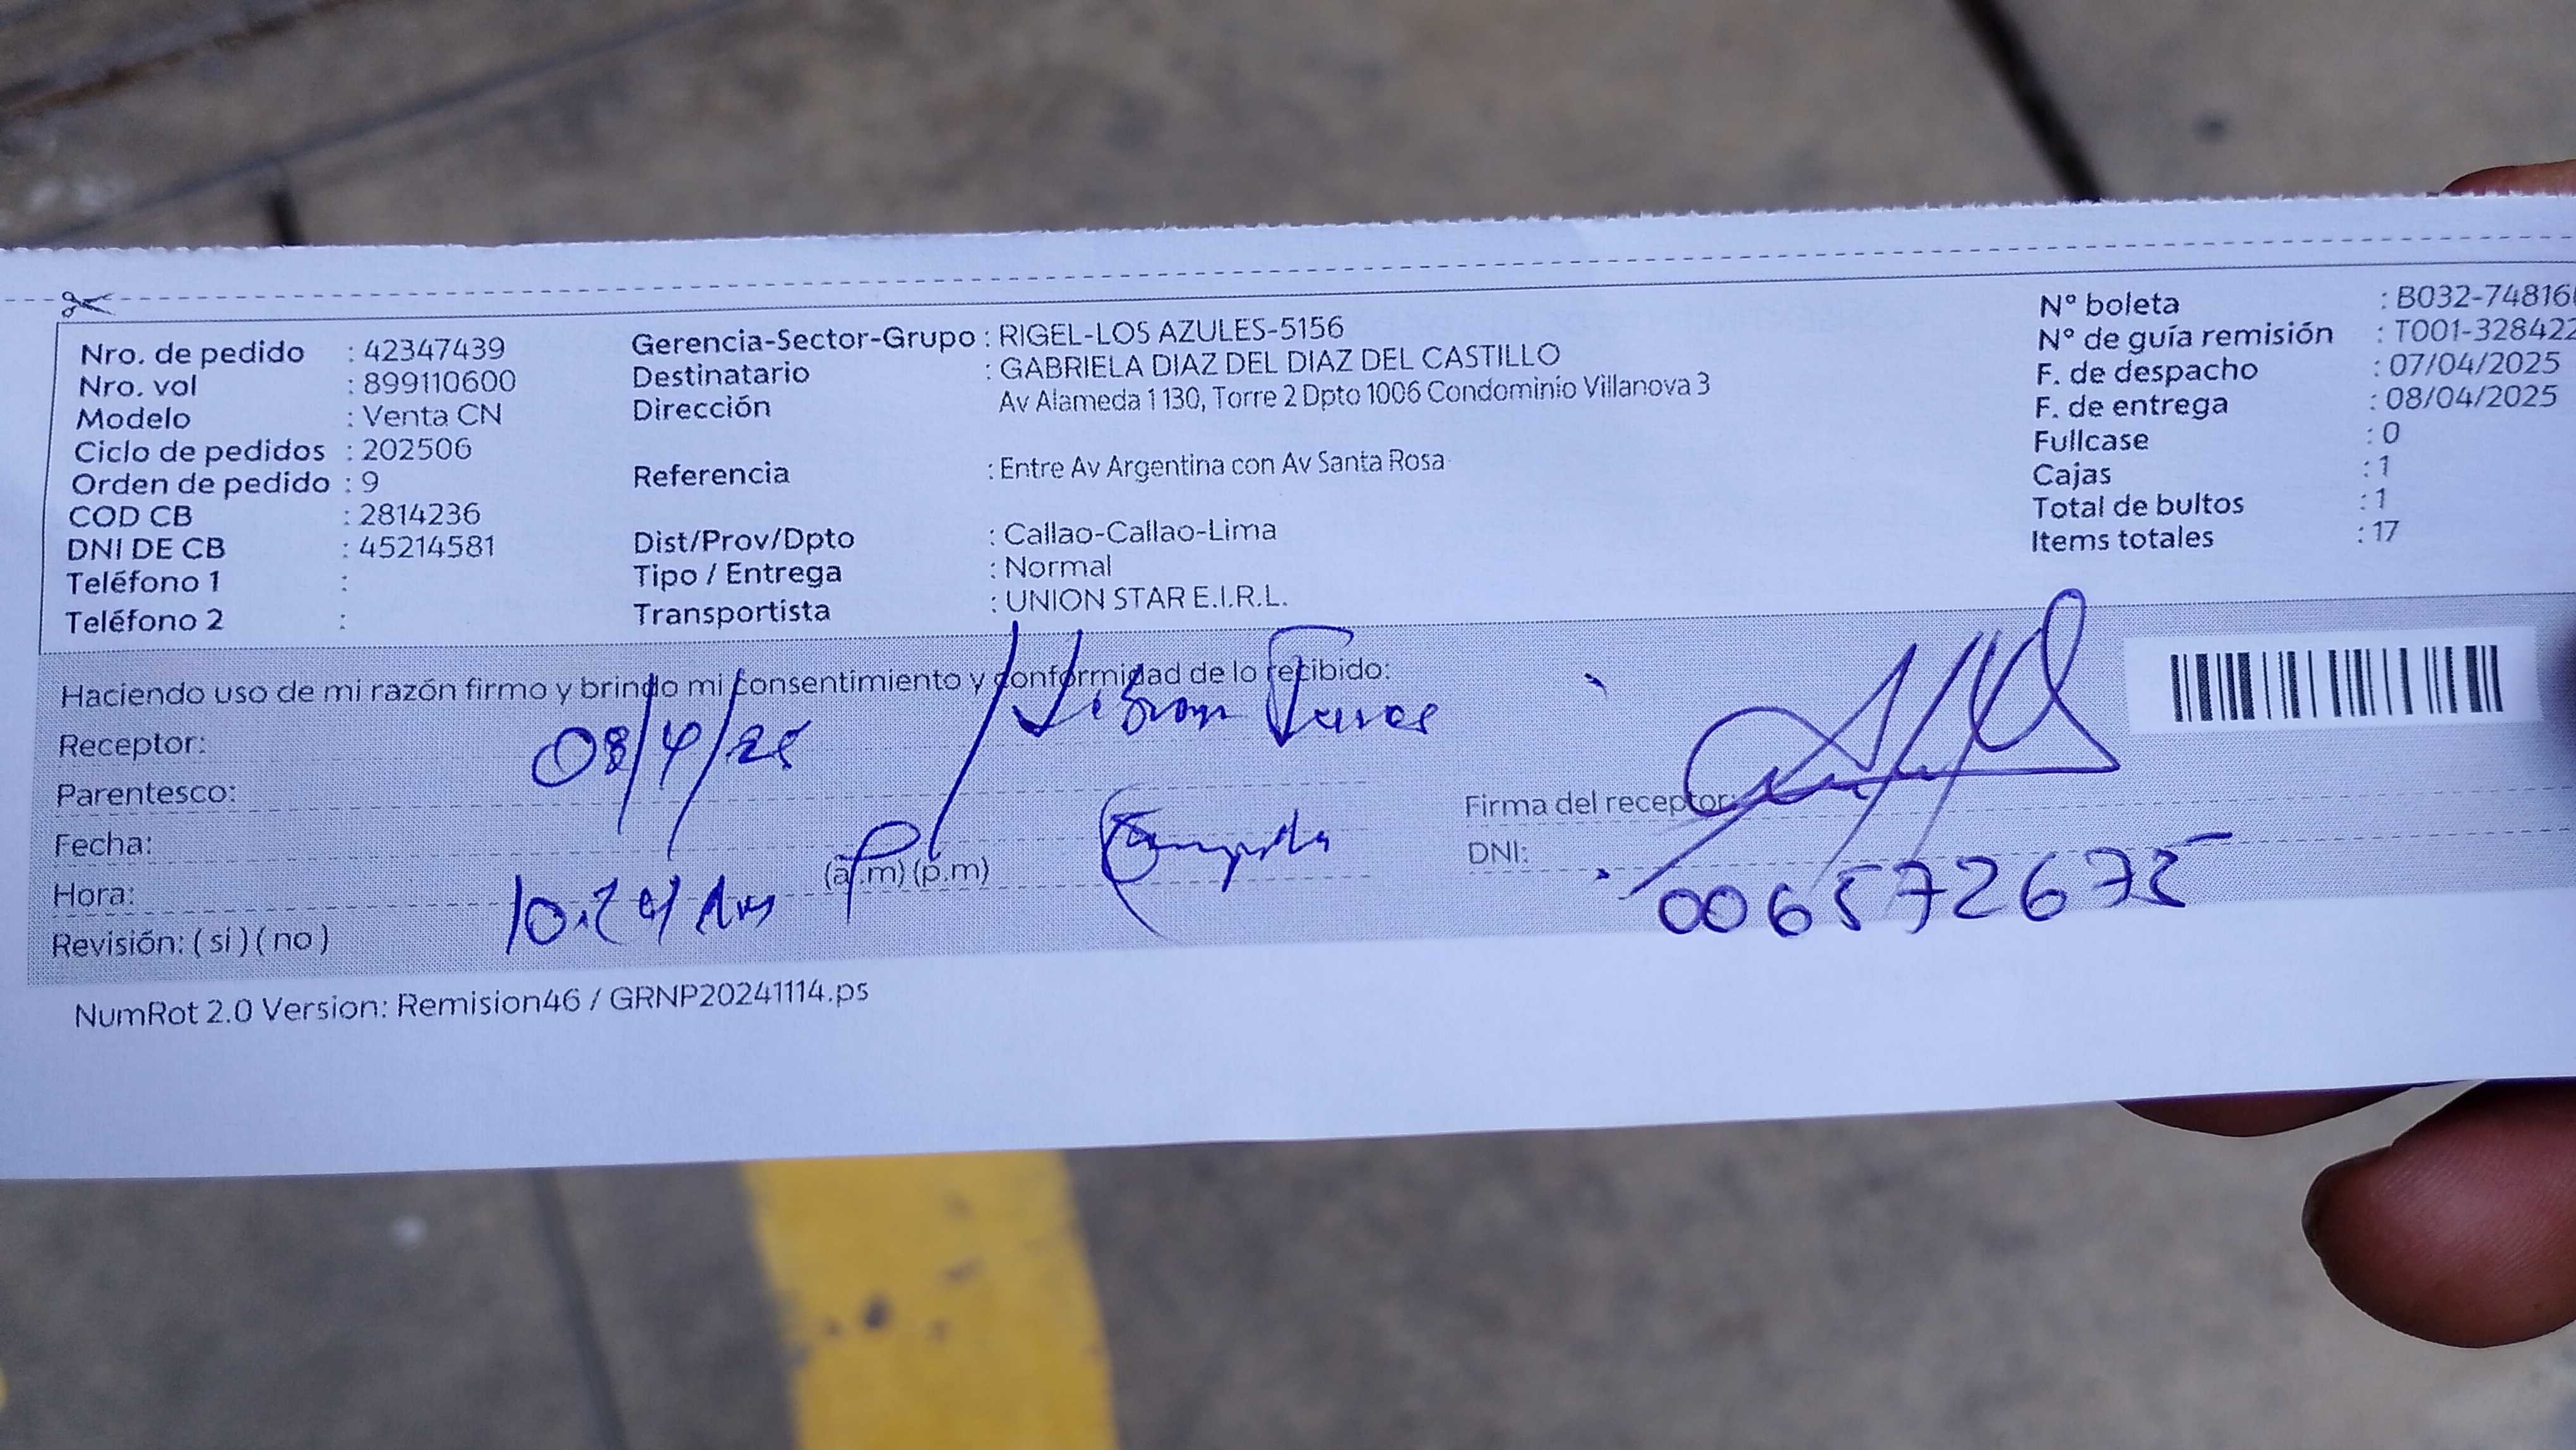 Nro. de pedido : 42347439
Nro. vol : 899110600
Modelo : Venta CN
Ciclo de pedidos : 202506
Orden de pedido : 9
COD CB : 2814236
DNI DE CB : 45214581
Teléfono 1 :
Teléfono 2 :
Gerencia-Sector-Grupo : RIGEL-LOS AZULES-5156
Destinatario : GABRIELA DIAZ DEL DIAZ DEL CASTILLO
Dirección Av Alameda 1 130, Torre 2 Dpto 1006 Condominio Villanova 3
Referencia : Entre Av Argentina con Av Santa Rosa
Dist/Prov/Dpto : Callao-Callao-Lima
Tipo / Entrega : Normal
Transportista : UNION STAR E.I.R.L.
N° boleta : B032-74816
N° de guía remisión : T001-328422
F. de despacho : 07/04/2025
F. de entrega : 08/04/2025
Fullcase : 0
Cajas : 1
Total de bultos : 1
Items totales : 17
Haciendo uso de mi razón firmo y brindo mi consentimiento y conformidad de lo recibido:
Receptor:
Parentesco: 08/4/25
Fecha:
Hora: (a.m) (p.m)
Revisión: ( si ) ( no )
Firma del receptor:
DNI: 006572675
NumRot 2.0 Version: Remision46 / GRNP20241114.ps